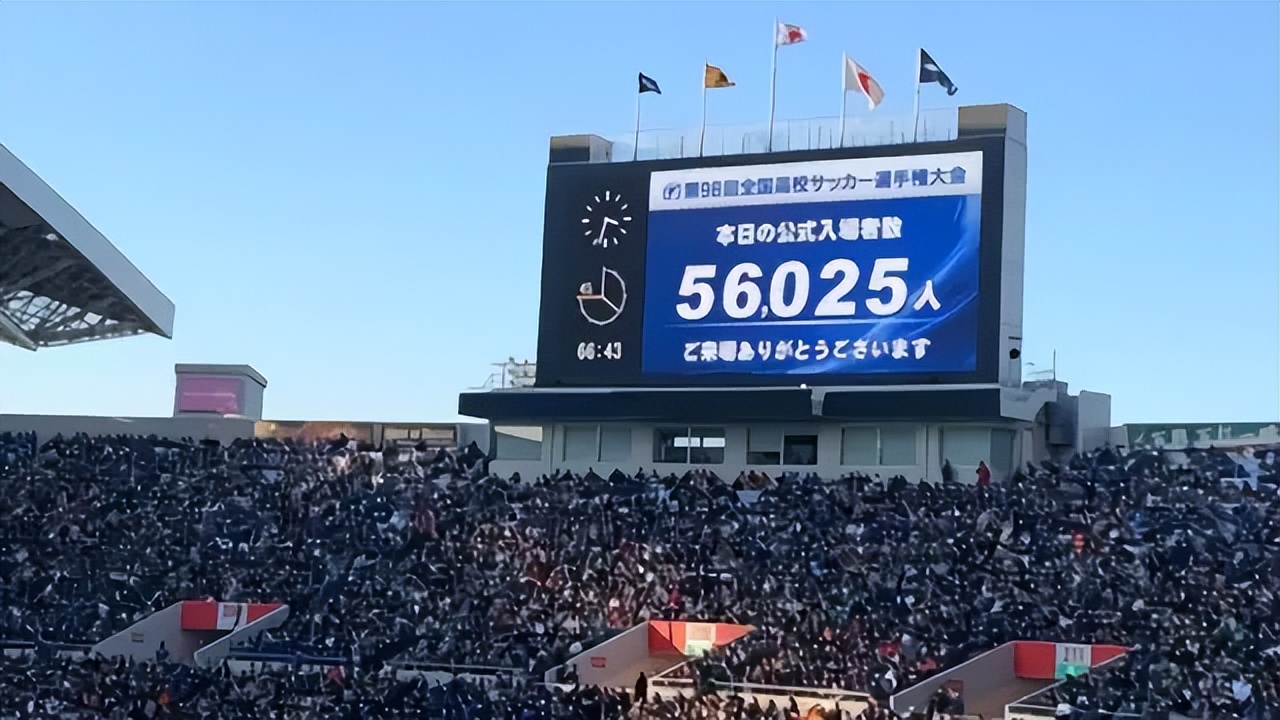 第98回全国高校サッカー選手権大会
本日の公式入場者数
56,025人
ご来場ありがとうございます
66:43